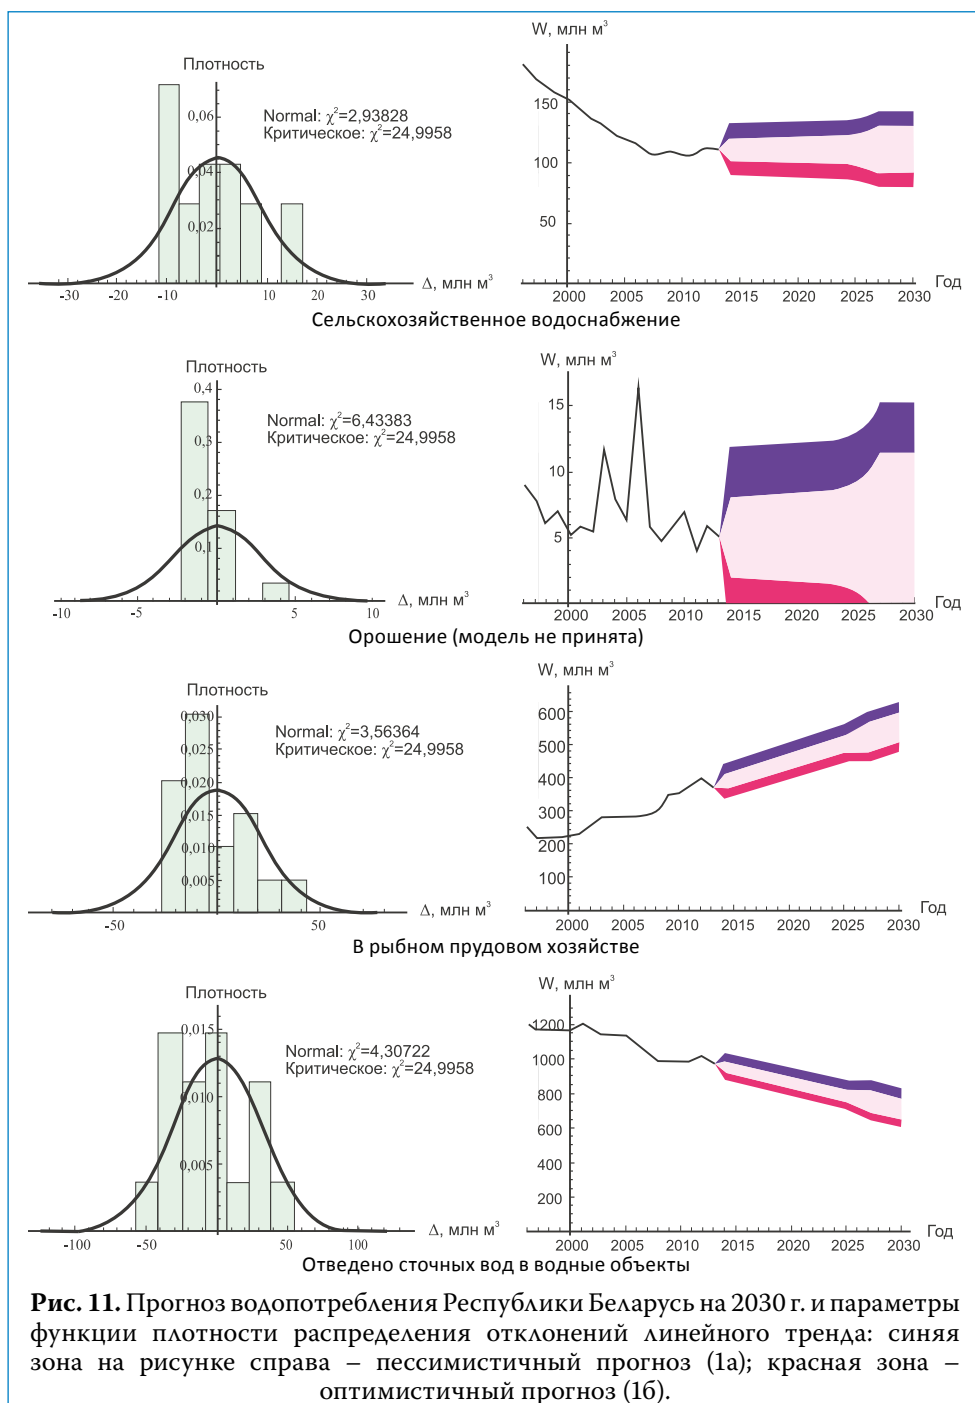 Плотность
W, млн м³
0,06
0,04
0,02
Normal: χ²=2,93828
Критическое: χ²=24,9958
-30 -20 -10 10 20 30
Δ, млн м³
150
100
50
2000 2005 2010 2015 2020 2025 2030
Год
Сельскохозяйственное водоснабжение
Плотность
W, млн м³
0,4
0,3
0,2
0,1
Normal: χ²=6,43383
Критическое: χ²=24,9958
-10 -5 5 10
Δ, млн м³
15
10
5
2000 2005 2010 2015 2020 2025 2030
Год
Орошение (модель не принята)
Плотность
W, млн м³
0,030
0,020
0,015
0,010
0,005
Normal: χ²=3,56364
Критическое: χ²=24,9958
-50 50
Δ, млн м³
600
500
400
300
200
100
2000 2005 2010 2015 2020 2025 2030
Год
В рыбном прудовом хозяйстве
Плотность
W, млн м³
0,015
0,010
0,005
Normal: χ²=4,30722
Критическое: χ²=24,9958
-100 -50 50 100
Δ, млн м³
1200
1000
800
600
400
200
2000 2005 2010 2015 2020 2025 2030
Год
Отведено сточных вод в водные объекты
Рис. 11. Прогноз водопотребления Республики Беларусь на 2030 г. и параметры
функции плотности распределения отклонений линейного тренда: синяя
зона на рисунке справа – пессимистичный прогноз (1а); красная зона –
оптимистичный прогноз (1б).